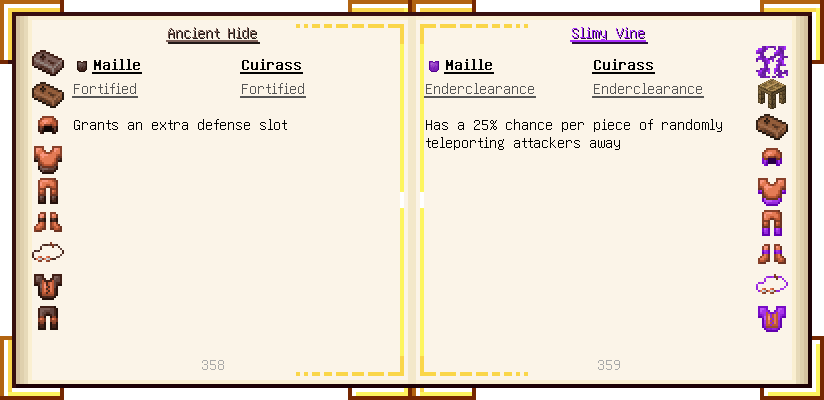 Ancient Hide
Maille
Cuirass
Fortified
Fortified
Grants an extra defense slot
358
Slimy Vine
Maille
Cuirass
Enderclearance
Enderclearance
Has a 25% chance per piece of randomly
teleporting attackers away
359